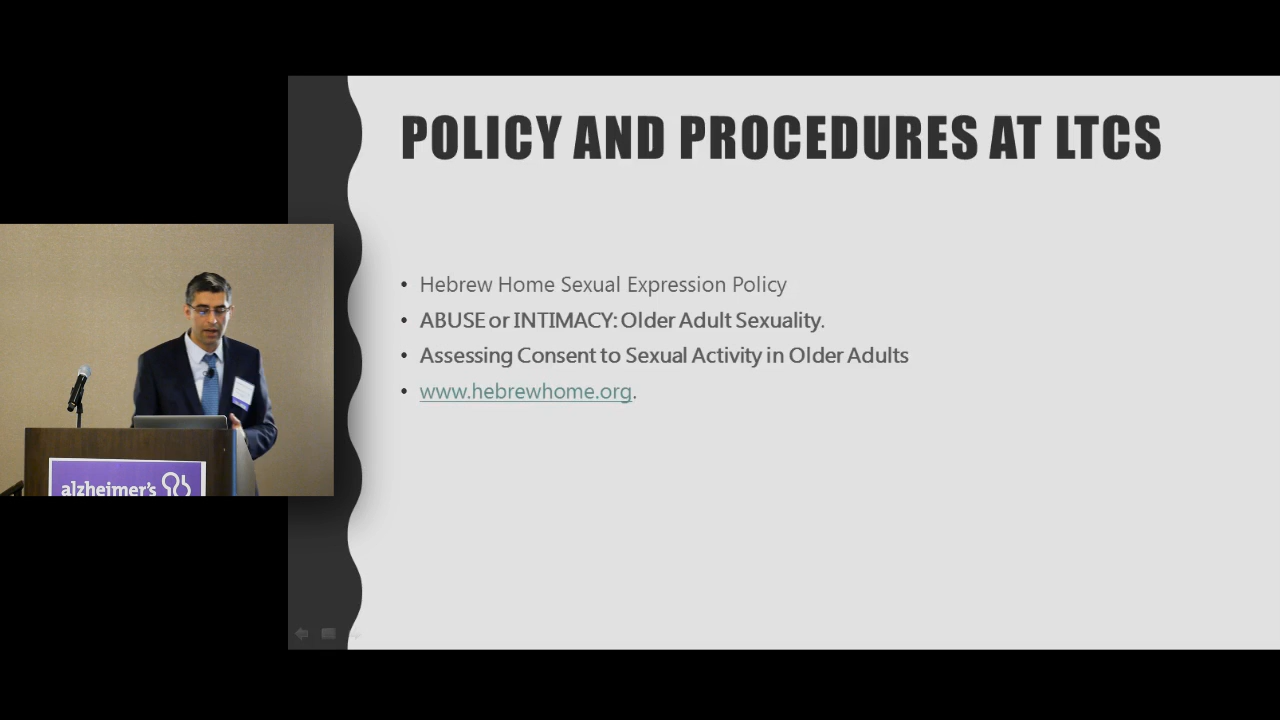 POLICY AND PROCEDURES AT LTCS
• Hebrew Home Sexual Expression Policy
• ABUSE or INTIMACY: Older Adult Sexuality.
• Assessing Consent to Sexual Activity in Older Adults
• www.hebrewhome.org.
alzheimer's